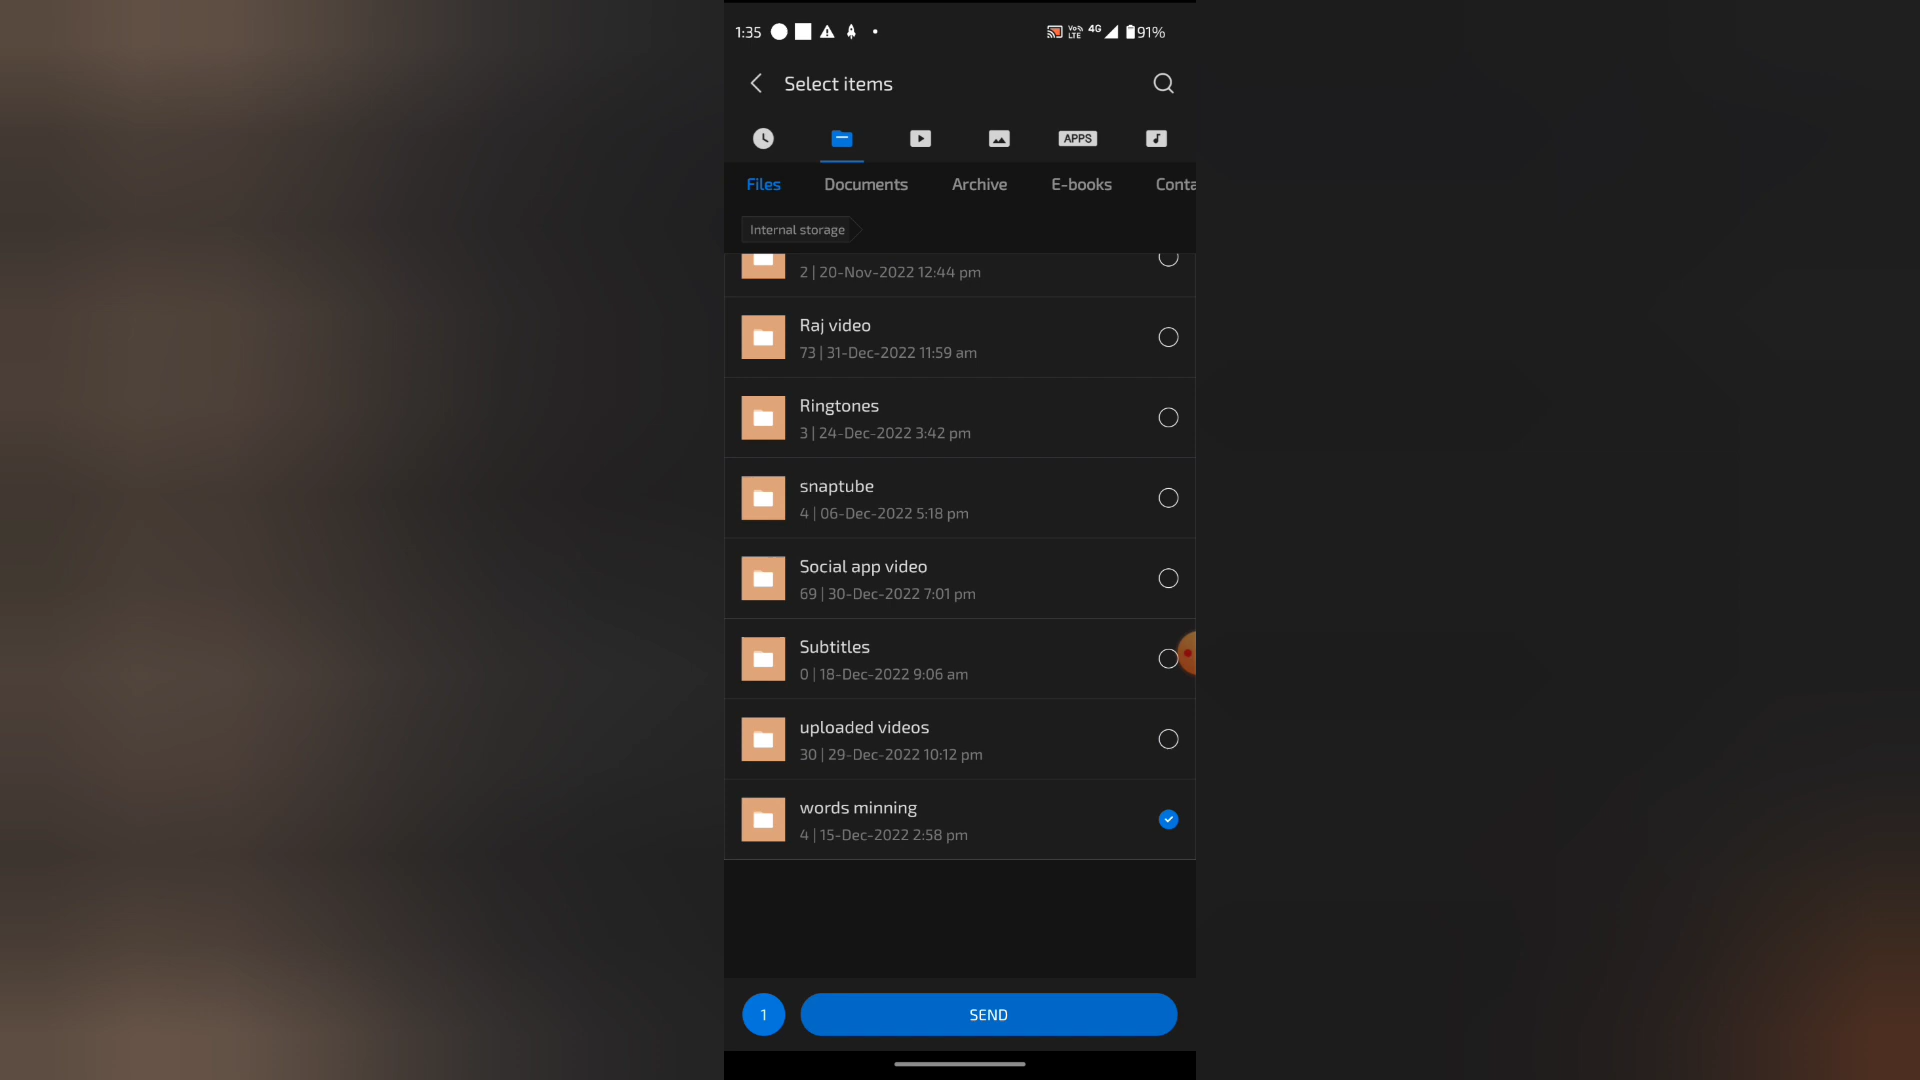 1:35
Vo LTE 4G 91%
Select items
APPS
Files Documents Archive E-books Conta
Internal storage
2 | 20-Nov-2022 12:44 pm
Raj video
73 | 31-Dec-2022 11:59 am
Ringtones
3 | 24-Dec-2022 3:42 pm
snaptube
4 | 06-Dec-2022 5:18 pm
Social app video
69 | 30-Dec-2022 7:01 pm
Subtitles
0 | 18-Dec-2022 9:06 am
uploaded videos
30 | 29-Dec-2022 10:12 pm
words minning
4 | 15-Dec-2022 2:58 pm
1 SEND